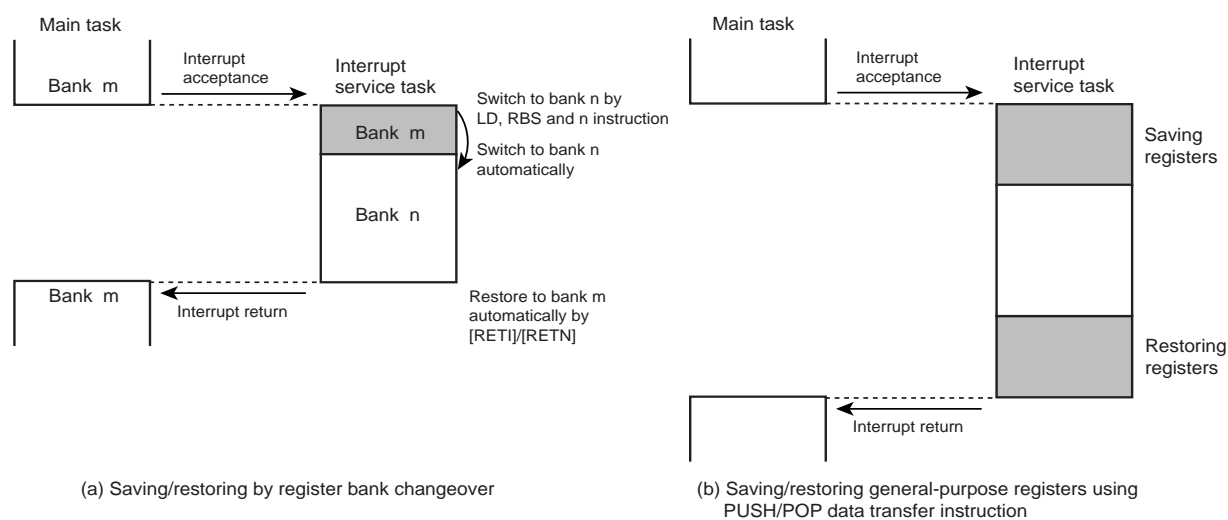 Main task
Bank m
Interrupt
acceptance
Interrupt
service task
Bank m
Switch to bank n by
LD, RBS and n instruction
Switch to bank n
automatically
Bank n
Bank m
Interrupt return
Restore to bank m
automatically by
[RETI]/[RETN]
(a) Saving/restoring by register bank changeover
Main task
Interrupt
acceptance
Interrupt
service task
Saving
registers
Restoring
registers
Interrupt return
(b) Saving/restoring general-purpose registers using
PUSH/POP data transfer instruction